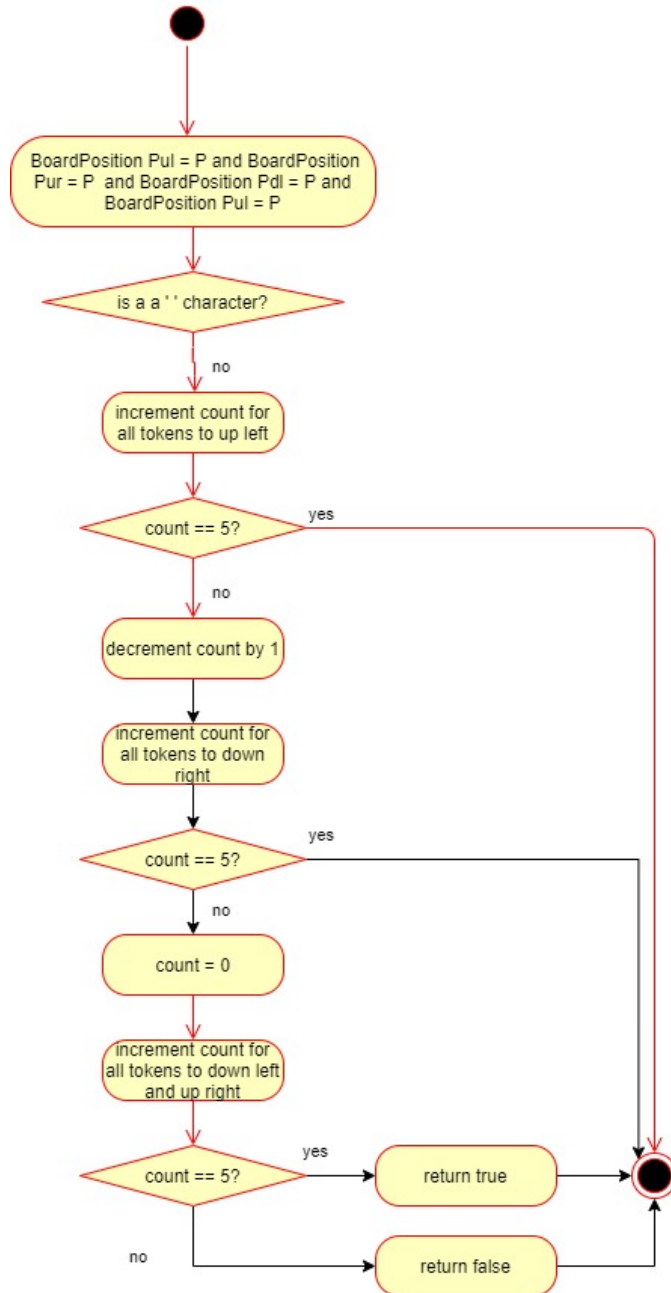 BoardPosition Pul = P and BoardPosition
Pur = P and BoardPosition Pdl = P and
BoardPosition Pul = P
is a a ' ' character?
no
increment count for
all tokens to up left
count == 5?
yes
no
decrement count by 1
increment count for
all tokens to down
right
count == 5?
yes
no
count = 0
increment count for
all tokens to down left
and up right
count == 5?
yes
return true
no
return false